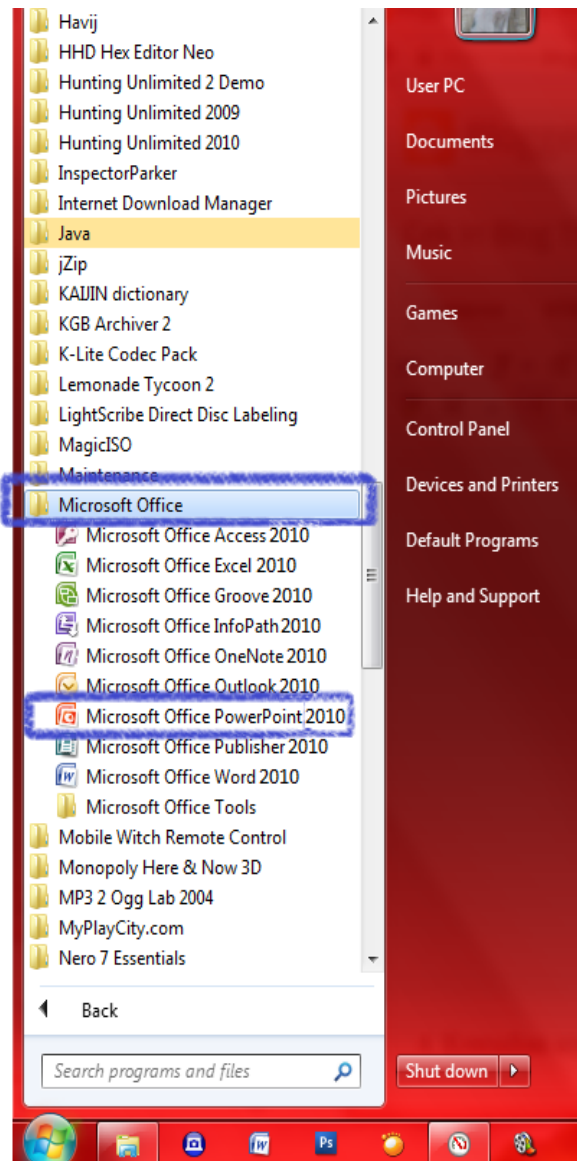 Havij
HHD Hex Editor Neo
Hunting Unlimited 2 Demo
Hunting Unlimited 2009
Hunting Unlimited 2010
InspectorParker
Internet Download Manager
Java
jZip
KAIJIN dictionary
KGB Archiver 2
K-Lite Codec Pack
Lemonade Tycoon 2
LightScribe Direct Disc Labeling
MagicISO
Maintenance
Microsoft Office
Microsoft Office Access 2010
Microsoft Office Excel 2010
Microsoft Office Groove 2010
Microsoft Office InfoPath 2010
Microsoft Office OneNote 2010
Microsoft Office Outlook 2010
Microsoft Office PowerPoint 2010
Microsoft Office Publisher 2010
Microsoft Office Word 2010
Microsoft Office Tools
Mobile Witch Remote Control
Monopoly Here & Now 3D
MP3 2 Ogg Lab 2004
MyPlayCity.com
Nero 7 Essentials
Back
Search programs and files
User PC
Documents
Pictures
Music
Games
Computer
Control Panel
Devices and Printers
Default Programs
Help and Support
Shut down
Ps